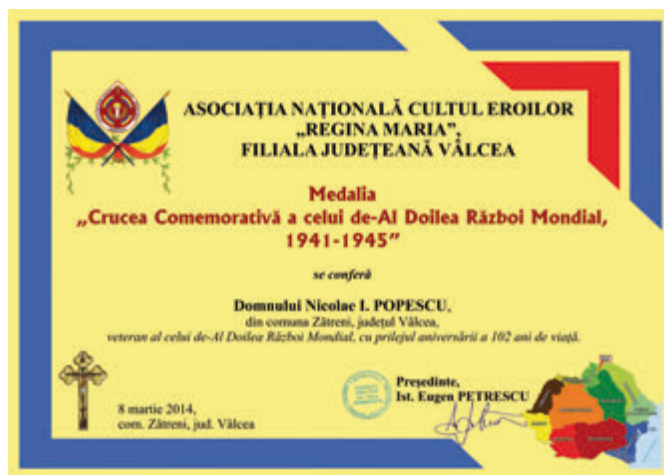 ASOCIAȚIA NAȚIONALĂ CULTUL EROILOR
„REGINA MARIA”,
FILIALA JUDEȚEANĂ VÂLCEA
Medalia
„Crucea Comemorativă a celui de-Al Doilea Război Mondial,
1941-1945”
se conferă
Domnului Nicolae I. POPESCU,
din comuna Zătreni, județul Vâlcea,
veteran al celui de-Al Doilea Război Mondial, cu prilejul aniversării a 102 ani de viață.
Președinte,
Ist. Eugen PETRESCU
8 martie 2014,
com. Zătreni, jud. Vâlcea